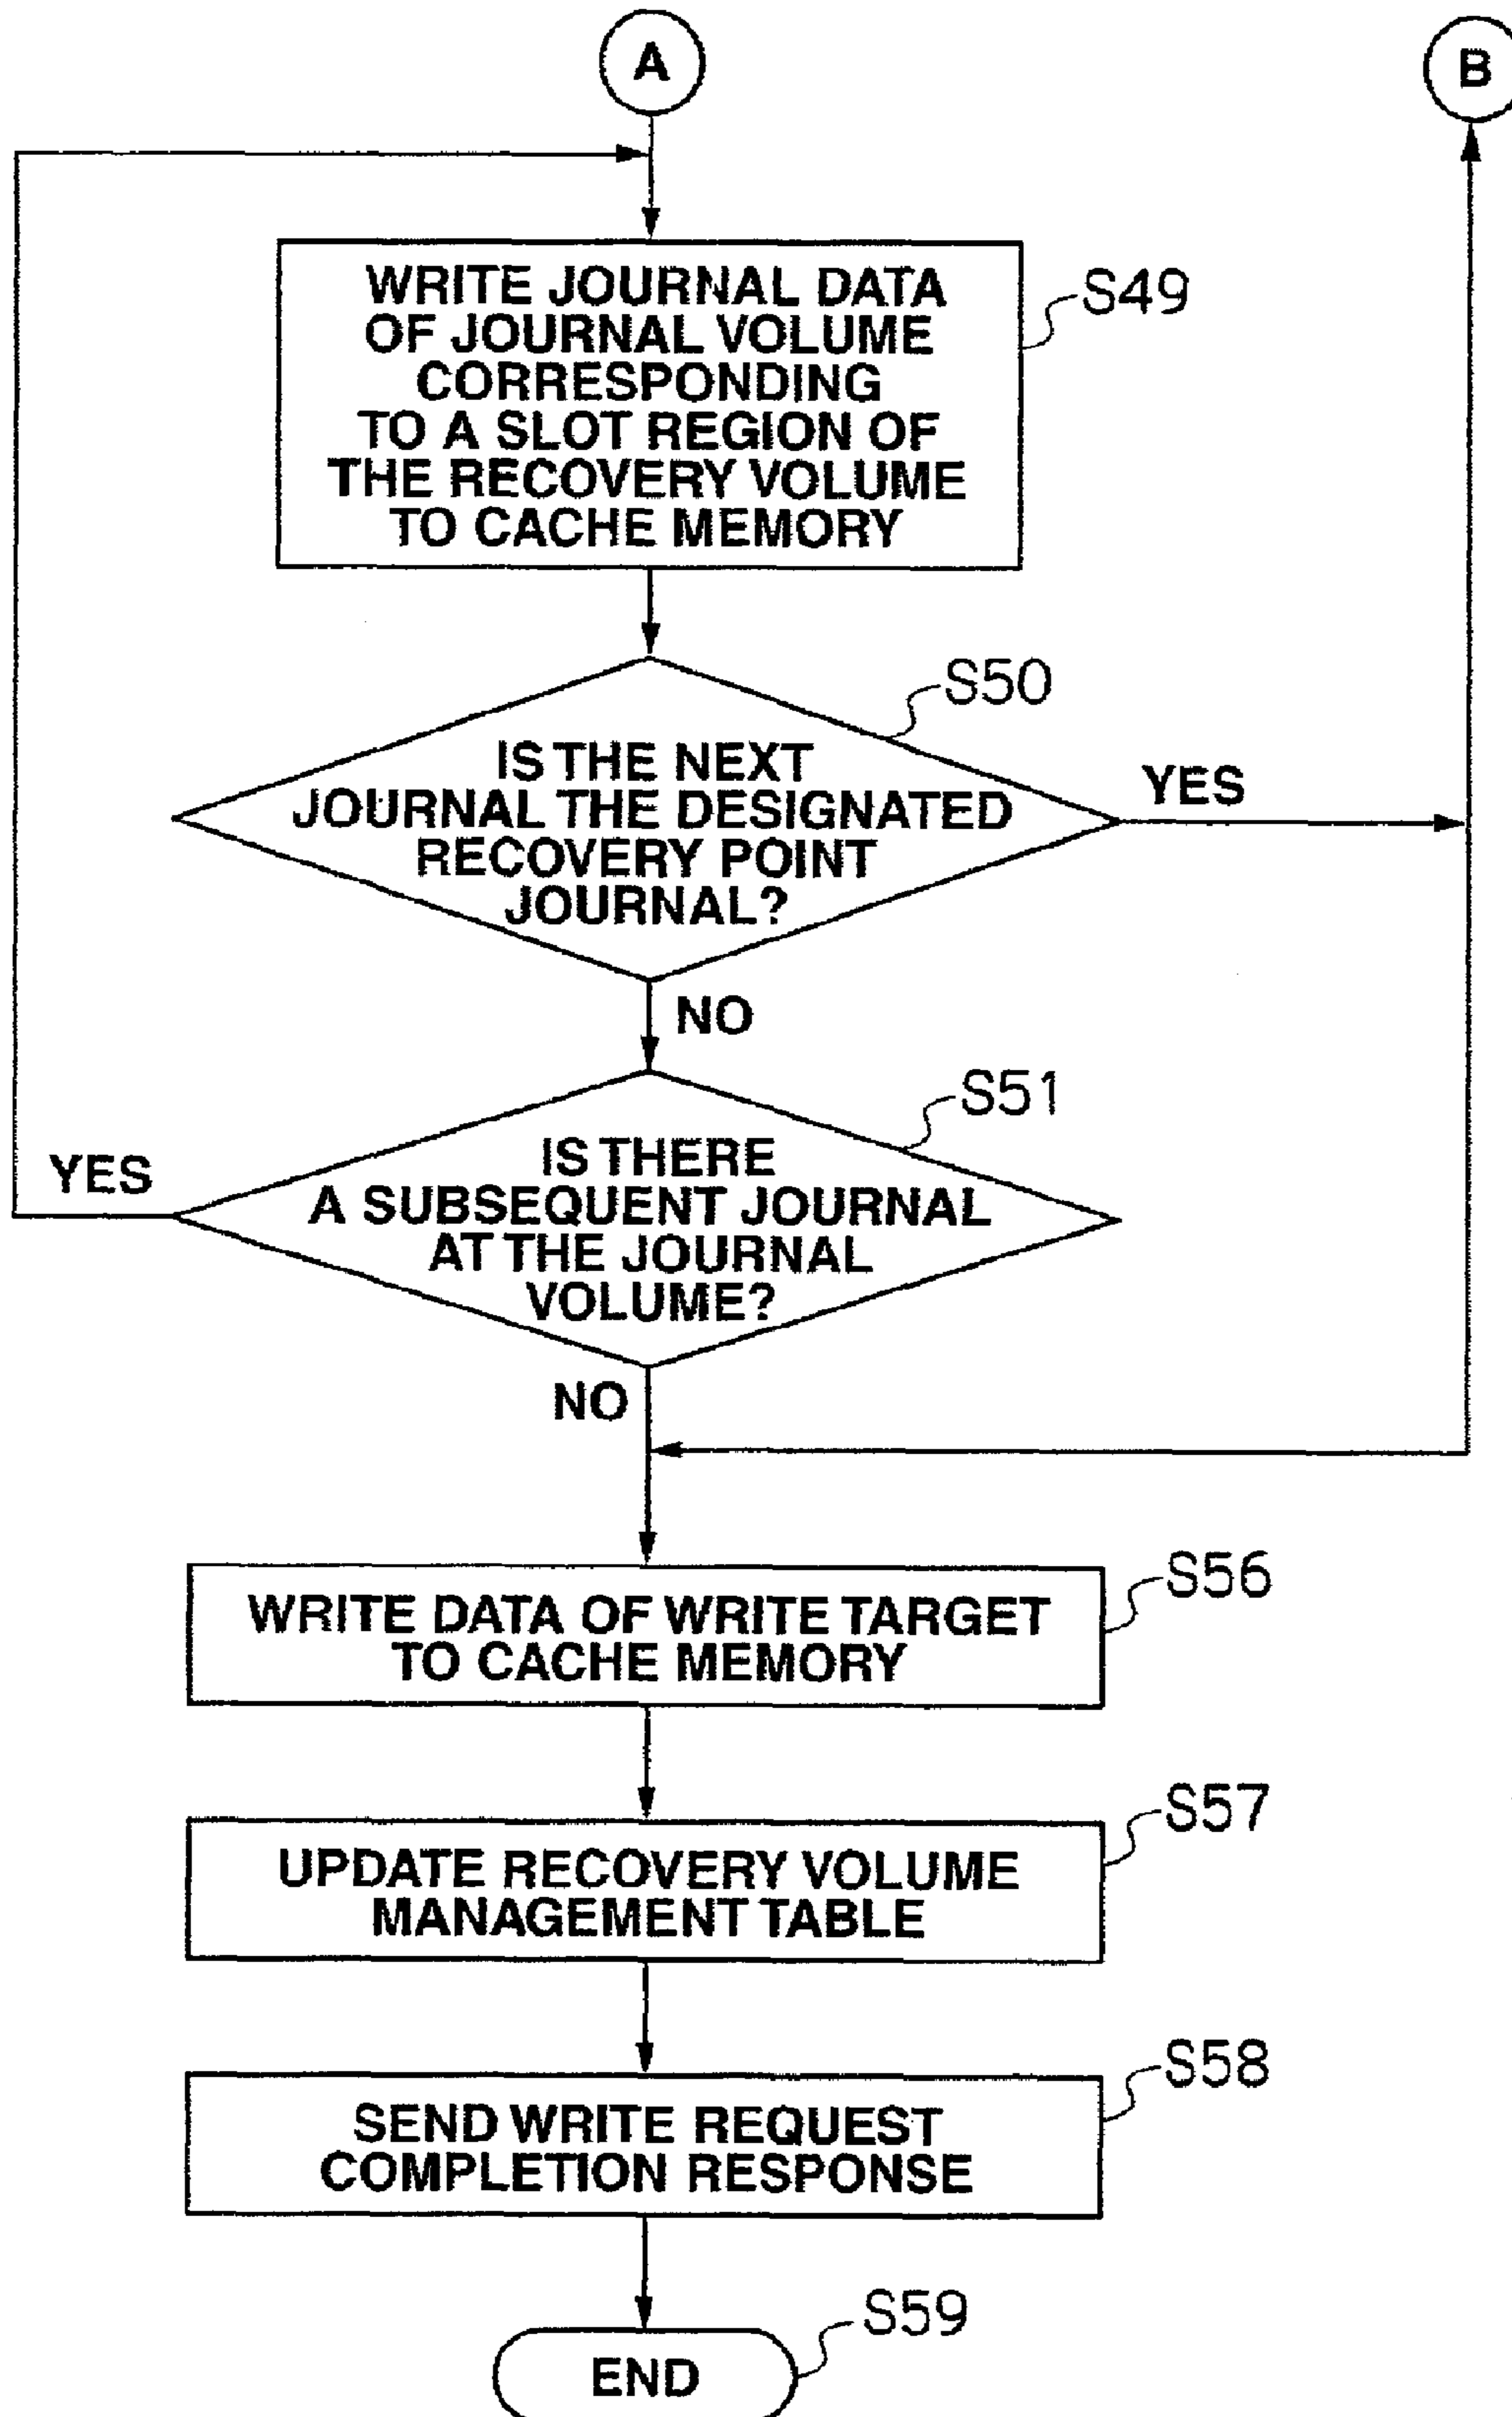 A
B
WRITE JOURNAL DATA
OF JOURNAL VOLUME
CORRESPONDING
TO A SLOT REGION OF
THE RECOVERY VOLUME
TO CACHE MEMORY
S49
S50
IS THE NEXT
JOURNAL THE DESIGNATED
RECOVERY POINT
JOURNAL?
YES
NO
S51
IS THERE
A SUBSEQUENT JOURNAL
AT THE JOURNAL
VOLUME?
YES
NO
S56
WRITE DATA OF WRITE TARGET
TO CACHE MEMORY
S57
UPDATE RECOVERY VOLUME
MANAGEMENT TABLE
S58
SEND WRITE REQUEST
COMPLETION RESPONSE
S59
END